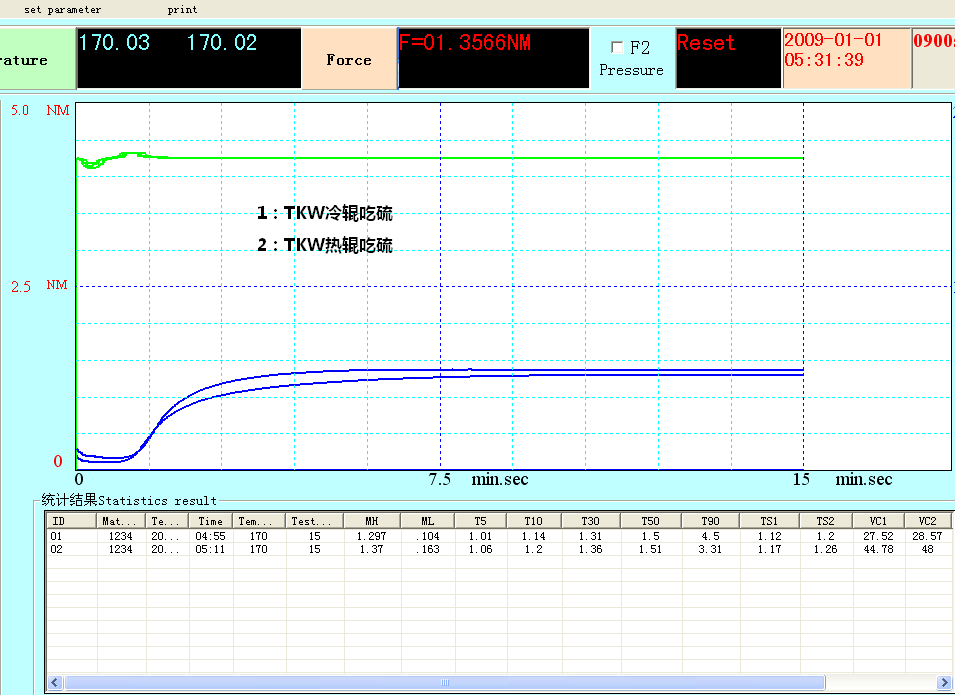 set parameter print
rature 170.03 170.02 Force F=01.3566NM F2 Pressure Reset 2009-01-01 05:31:39 0900
5.0 NM
1：TKW冷辊吃硫
2：TKW热辊吃硫
2.5 NM
0
0 7.5 min.sec 15 min.sec
统计结果Statistics result
ID Mat... Te... Time Tem... Test... MH ML T5 T10 T30 T50 T90 TS1 TS2 VC1 VC2
01 1234 20... 04:55 170 15 1.297 .104 1.01 1.14 1.31 1.5 4.5 1.12 1.2 27.52 28.57
02 1234 20... 05:11 170 15 1.37 .163 1.06 1.2 1.36 1.51 3.31 1.17 1.26 44.78 48